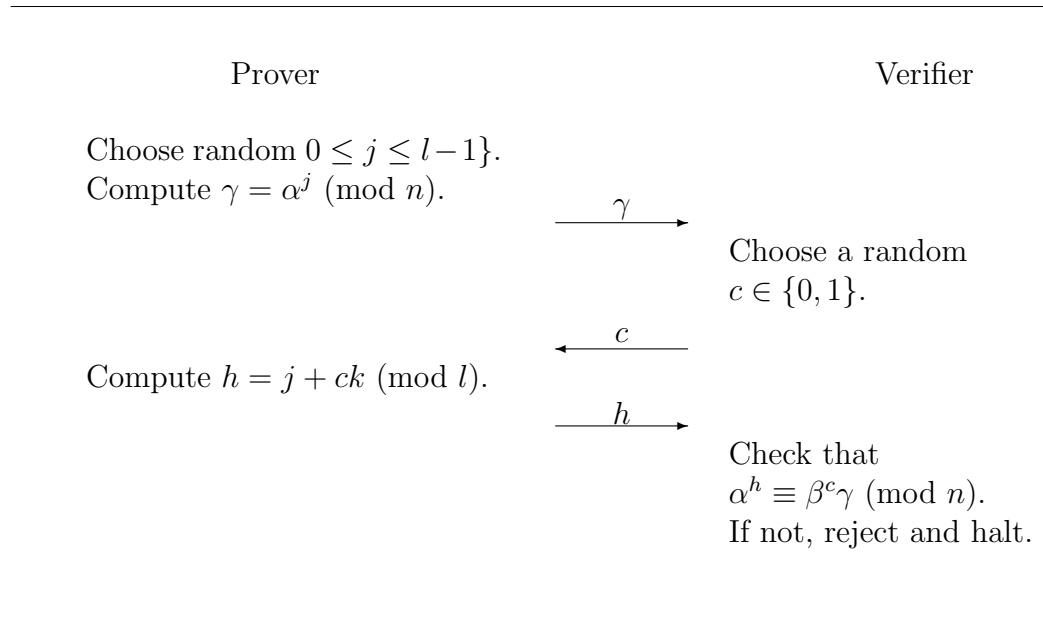 Prover Verifier
Choose random 0 ≤ j ≤ l−1}.
Compute γ = α^j (mod n).
γ
Choose a random
c ∈ {0, 1}.
c
Compute h = j + ck (mod l).
h
Check that
α^h ≡ β^c γ (mod n).
If not, reject and halt.